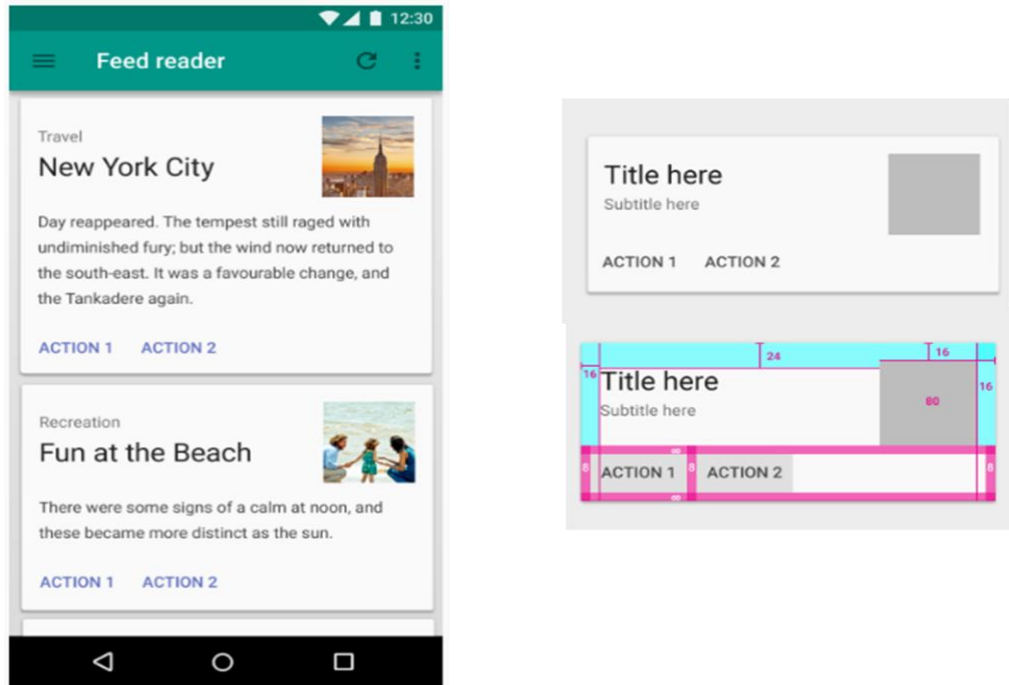 12:30
Feed reader
Travel
New York City
Day reappeared. The tempest still raged with
undiminished fury; but the wind now returned to
the south-east. It was a favourable change, and
the Tankadere again.
ACTION 1 ACTION 2
Recreation
Fun at the Beach
There were some signs of a calm at noon, and
these became more distinct as the sun.
ACTION 1 ACTION 2
Title here
Subtitle here
ACTION 1 ACTION 2
24
16
16
16
Title here
80
Subtitle here
8
8
ACTION 1
8
ACTION 2
8
8